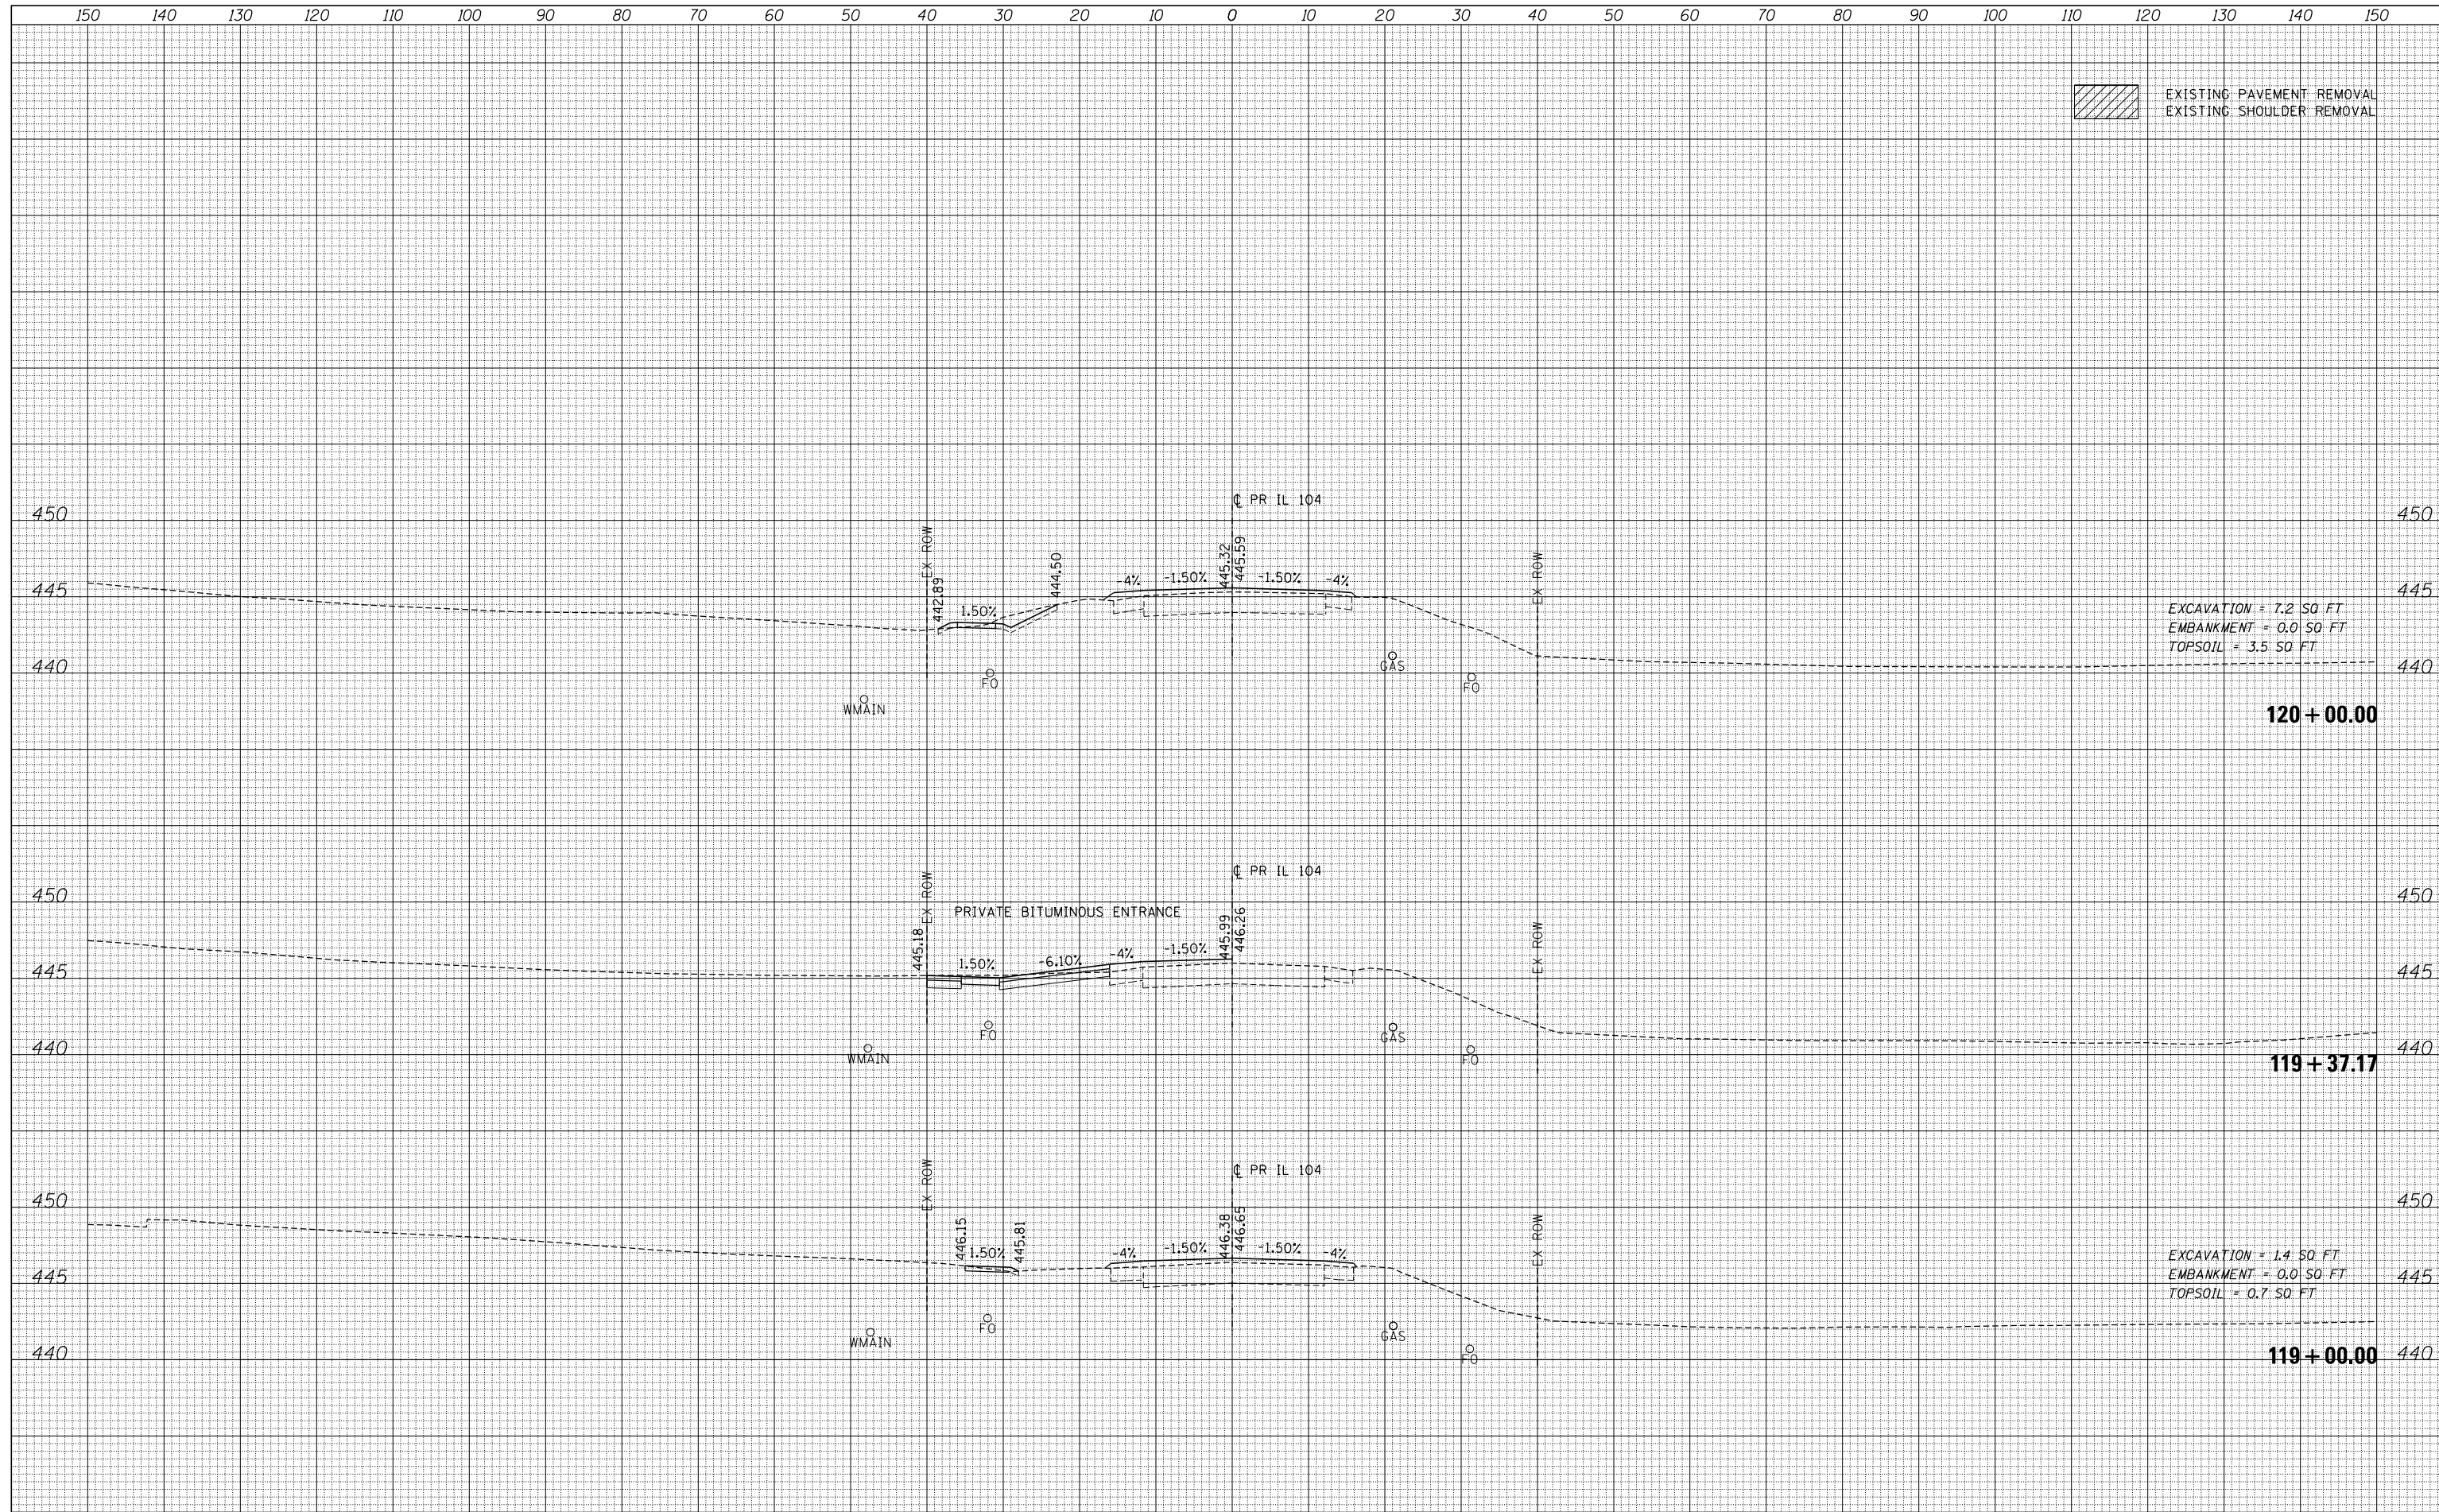 150 140 130 120 110 100 90 80 70 60 50 40 30 20 10 0 10 20 30 40 50 60 70 80 90 100 110 120 130 140 150
EXISTING PAVEMENT REMOVAL
EXISTING SHOULDER REMOVAL
℄ PR IL 104
450 450
EX ROW
EX ROW
445.32
445.59
444.50
442.89
-4% -1.50% -1.50% -4%
1.50%
445 445
EXCAVATION = 7.2 SQ FT
EMBANKMENT = 0.0 SQ FT
TOPSOIL = 3.5 SQ FT
440 440
FO
GAS
FO
WMAIN
120+00.00
℄ PR IL 104
450 450
EX ROW
EX ROW
PRIVATE BITUMINOUS ENTRANCE
445.18
445.99
446.26
1.50% -6.10% -4% -1.50%
445 445
FO
GAS
FO
WMAIN
440 440
119+37.17
℄ PR IL 104
450 450
EX ROW
EX ROW
446.15
445.81
446.38
446.65
1.50% -4% -1.50% -1.50% -4%
445 445
EXCAVATION = 1.4 SQ FT
EMBANKMENT = 0.0 SQ FT
TOPSOIL = 0.7 SQ FT
FO
GAS
FO
WMAIN
440 440
119+00.00